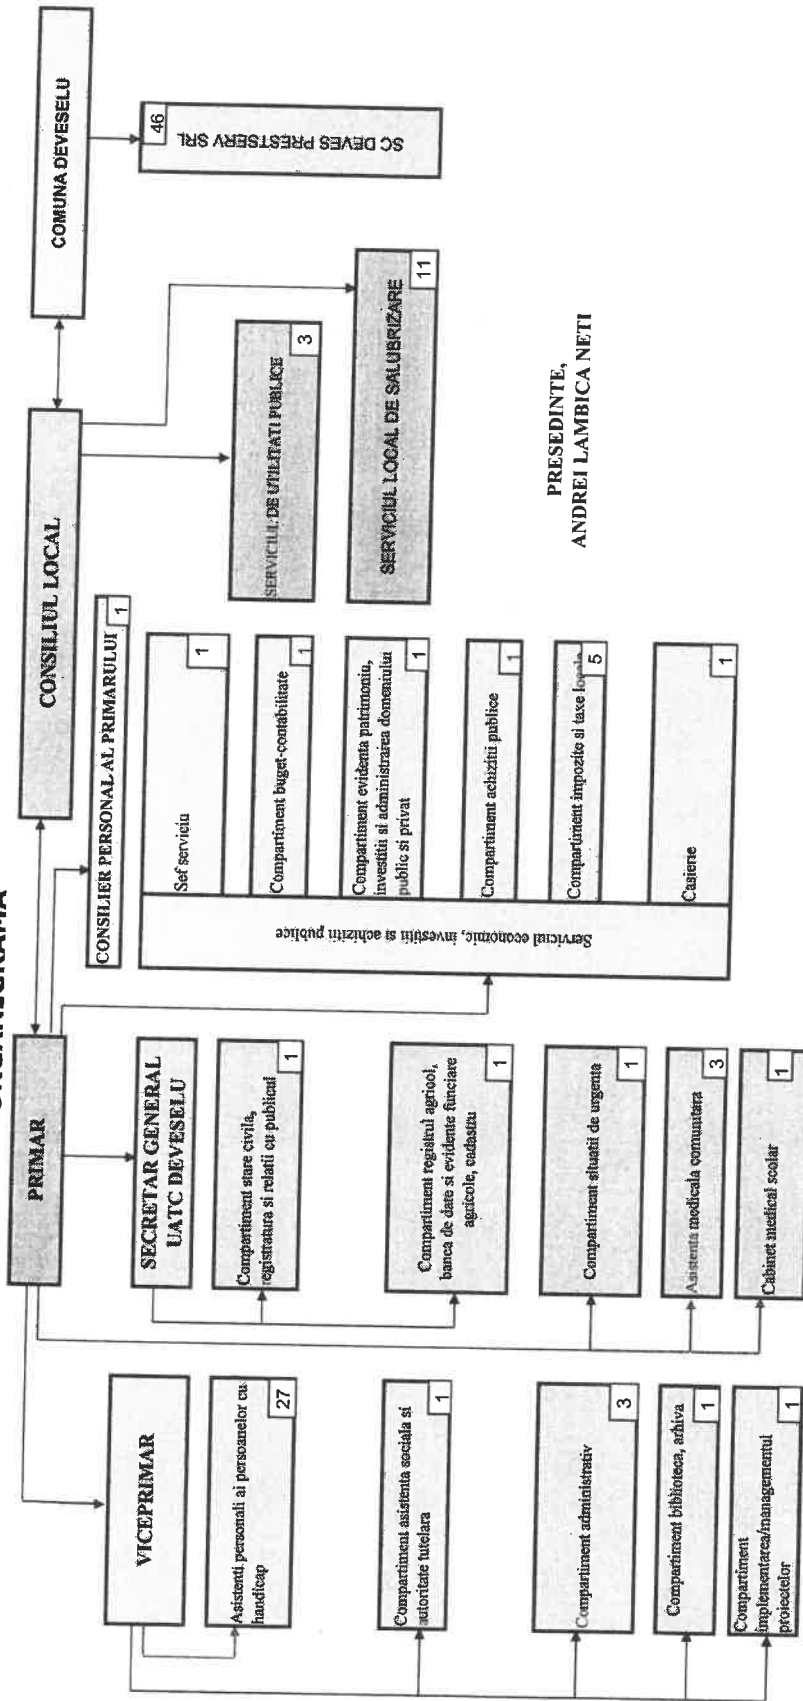 ORGANIGRAMA
PRIMAR
CONSILIUL LOCAL
COMUNA DEVESELU
VICEPRIMAR
Asistenti personali ai persoanelor cu
handicap
27
Compartiment asistenta sociala si
autoritate tutelara
1
Compartiment administrativ
3
Compartiment biblioteca, arhiva
1
Compartiment
implementarea/managementul
proiectelor
1
SECRETAR GENERAL
UATC DEVESELU
Compartiment stare civila,
registratura si relatii cu publicul
1
Compartiment registrul agricol,
banca de date si evidente funciare
agricole, cadastru
1
Compartiment situatii de urgenta
1
Asistenta medicala comunitara
3
Cabinet medical scolar
1
CONSILIER PERSONAL AL PRIMARULUI
1
Serviciul economic, investitii si achizitii publice
Sef serviciu
1
Compartiment buget-contabilitate
1
Compartiment evidenta patrimoniu,
investitii si administrarea domeniului
public si privat
1
Compartiment achizitii publice
1
Compartiment impozite si taxe locale
5
Casierie
1
SERVICIUL DE UTILITATI PUBLICE
3
SERVICIUL LOCAL DE SALUBRIZARE
11
SC DEVES PRESTSERV SRL
46
PRESEDINTE,
ANDREI LAMBICA NETI